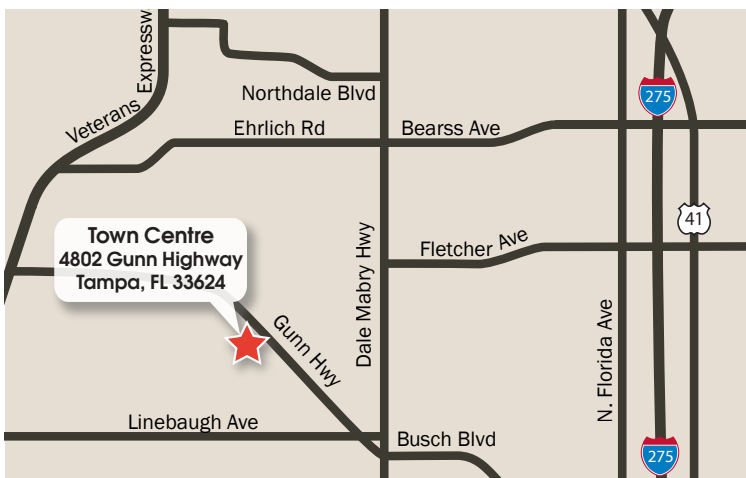 Veterans Expressw
Northdale Blvd
275
Ehrlich Rd
Bearss Ave
41
Town Centre
4802 Gunn Highway
Tampa, FL 33624
Fletcher Ave
Dale Mabry Hwy
Gunn Hwy
N. Florida Ave
Linebaugh Ave
Busch Blvd
275